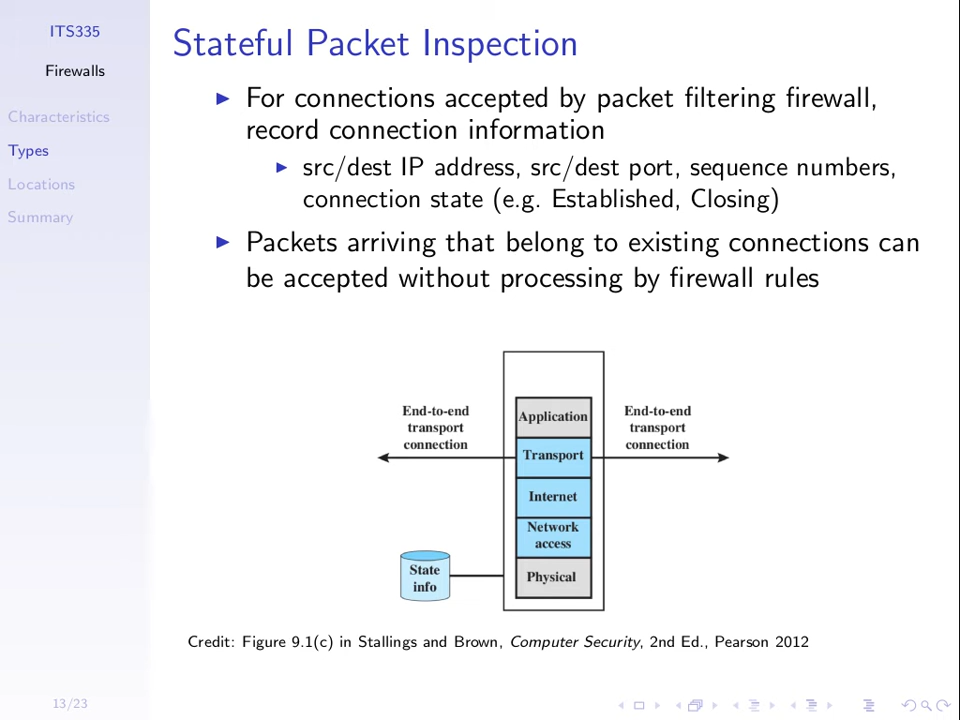 ITS335
Firewalls
Characteristics
Types
Locations
Summary
Stateful Packet Inspection
For connections accepted by packet filtering firewall,
record connection information
src/dest IP address, src/dest port, sequence numbers,
connection state (e.g. Established, Closing)
Packets arriving that belong to existing connections can
be accepted without processing by firewall rules
End-to-end
transport
connection
Application
Transport
Internet
Network
access
Physical
End-to-end
transport
connection
State
info
Credit: Figure 9.1(c) in Stallings and Brown, Computer Security, 2nd Ed., Pearson 2012
13/23